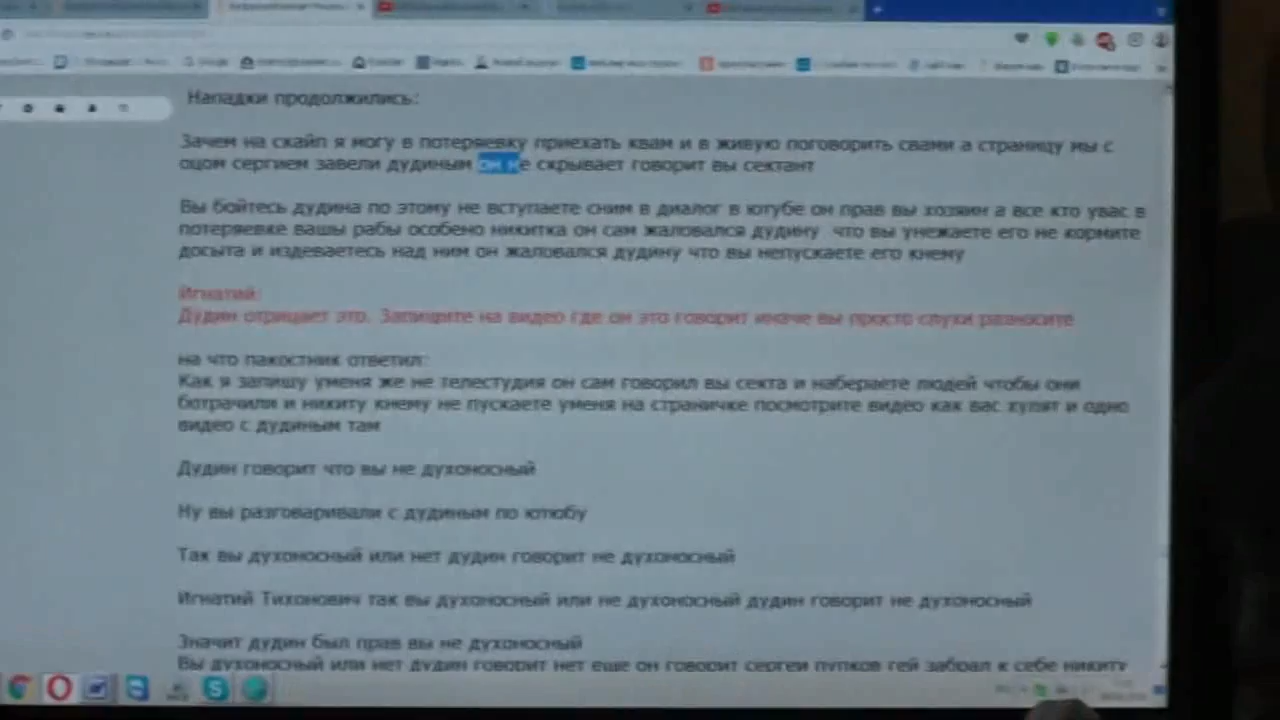 Нападки продолжились:
Зачем на скайп я могу в потеряевку приехать квам и в живую поговорить свами а страницу мы с
оцом сергием завели дудиным он не скрывает говорит вы сектант
Вы бойтесь дудина по этому не вступаете сним в диалог в ютубе он прав вы хозяин а все кто увас в
потеряевке вашы рабы особено никитка он сам жаловался дудину что вы унежаете его не кормите
досыта и издеваетесь над ним он жаловался дудину что вы непускаете его кнему
Игнатий:
Дудин отрицает это. Запишите на видео где он это говорит иначе вы просто слухи разносите
на что пакостник ответил:
Как я запишу уменя же не телестудия он сам говорил вы секта и набераете людей чтобы они
ботрачили и никиту кнему не пускаете уменя на страничке посмотрите видео как вас хулят и одно
видео с дудиным там
Дудин говорит что вы не духоносный
Ну вы разговаривали с дудиным по ютюбу
Так вы духоносный или нет дудин говорит не духоносный
Игнатий Тихонович так вы духоносный или не духоносный дудин говорит не духоносный
Значит дудин был прав вы не духоносный
Вы духоносный или нет дудин говорит нет еще он говорит сергеи пупков гей забрал к себе никиту